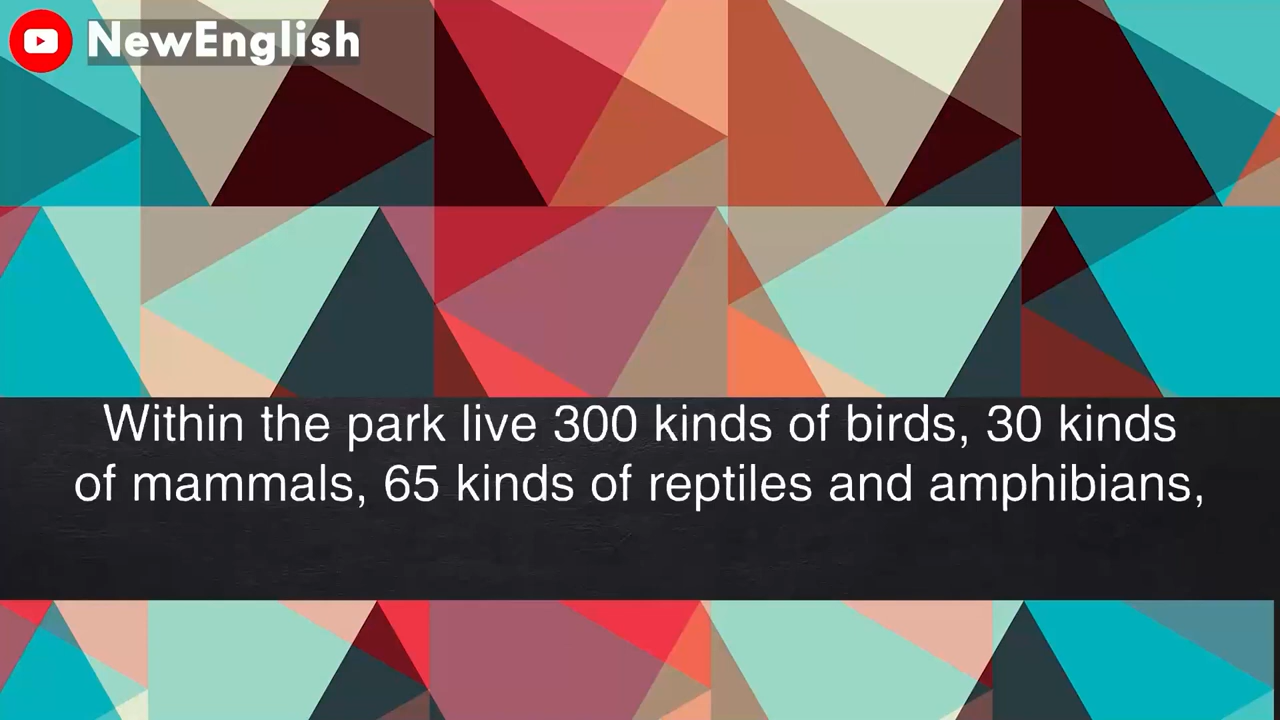 NewEnglish
Within the park live 300 kinds of birds, 30 kinds
of mammals, 65 kinds of reptiles and amphibians,